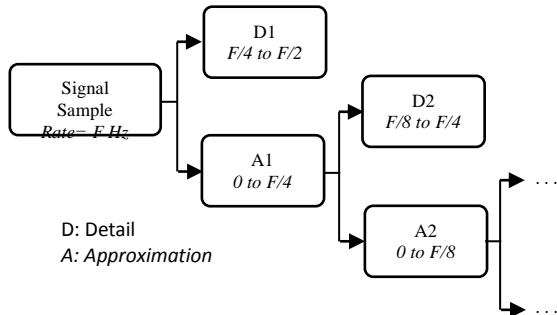 D1
F/4 to F/2
Signal
Sample
Rate= F Hz
D2
F/8 to F/4
A1
0 to F/4
...
A2
0 to F/8
D: Detail
A: Approximation
...